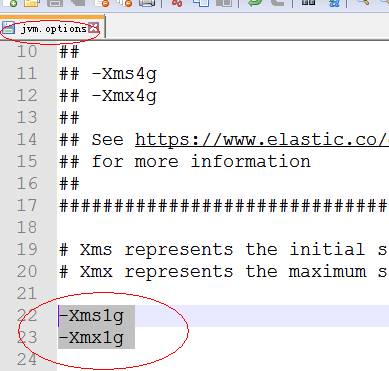 jvm.options
10 ##
11 ## -Xms4g
12 ## -Xmx4g
13 ##
14 ## See https://www.elastic.co/
15 ## for more information
16 ##
17 ##############################
18
19 # Xms represents the initial s
20 # Xmx represents the maximum s
21
22 -Xms1g
23 -Xmx1g
24